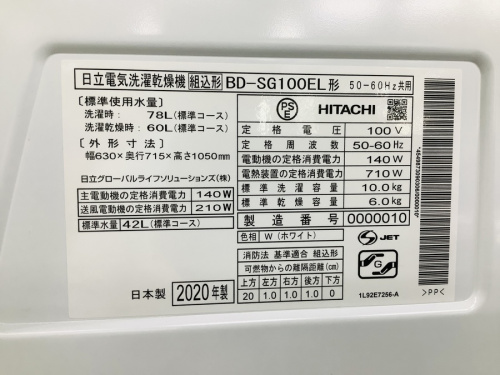 日立電気洗濯乾燥機 組込形 BD-SG100EL形 50-60Hz共用
[標準使用水量]
洗濯時: 78L(標準コース)
洗濯乾燥時: 60L(標準コース)
[外形寸法]
幅630×奥行715×高さ1050mm
日立グローバルライフソリューションズ(株)
主電動機の定格消費電力 140W
送風電動機の定格消費電力 210W
標準水量 42L(標準コース)
日本製 2020年製
PSE HITACHI
定格電圧 100V
定格周波数 50-60Hz
電動機の定格消費電力 140W
電熱装置の定格消費電力 710W
標準洗濯容量 10.0kg
標準乾燥容量 6.0kg
製造番号 0000010
色相 W(ホワイト)
S JET
消防法 基準適合 組込形
可燃物からの離隔距離(cm)
上方 左方 右方 後方 下方
20 1.0 1.0 1.0 0
G
1L92E7256-A
>PP<